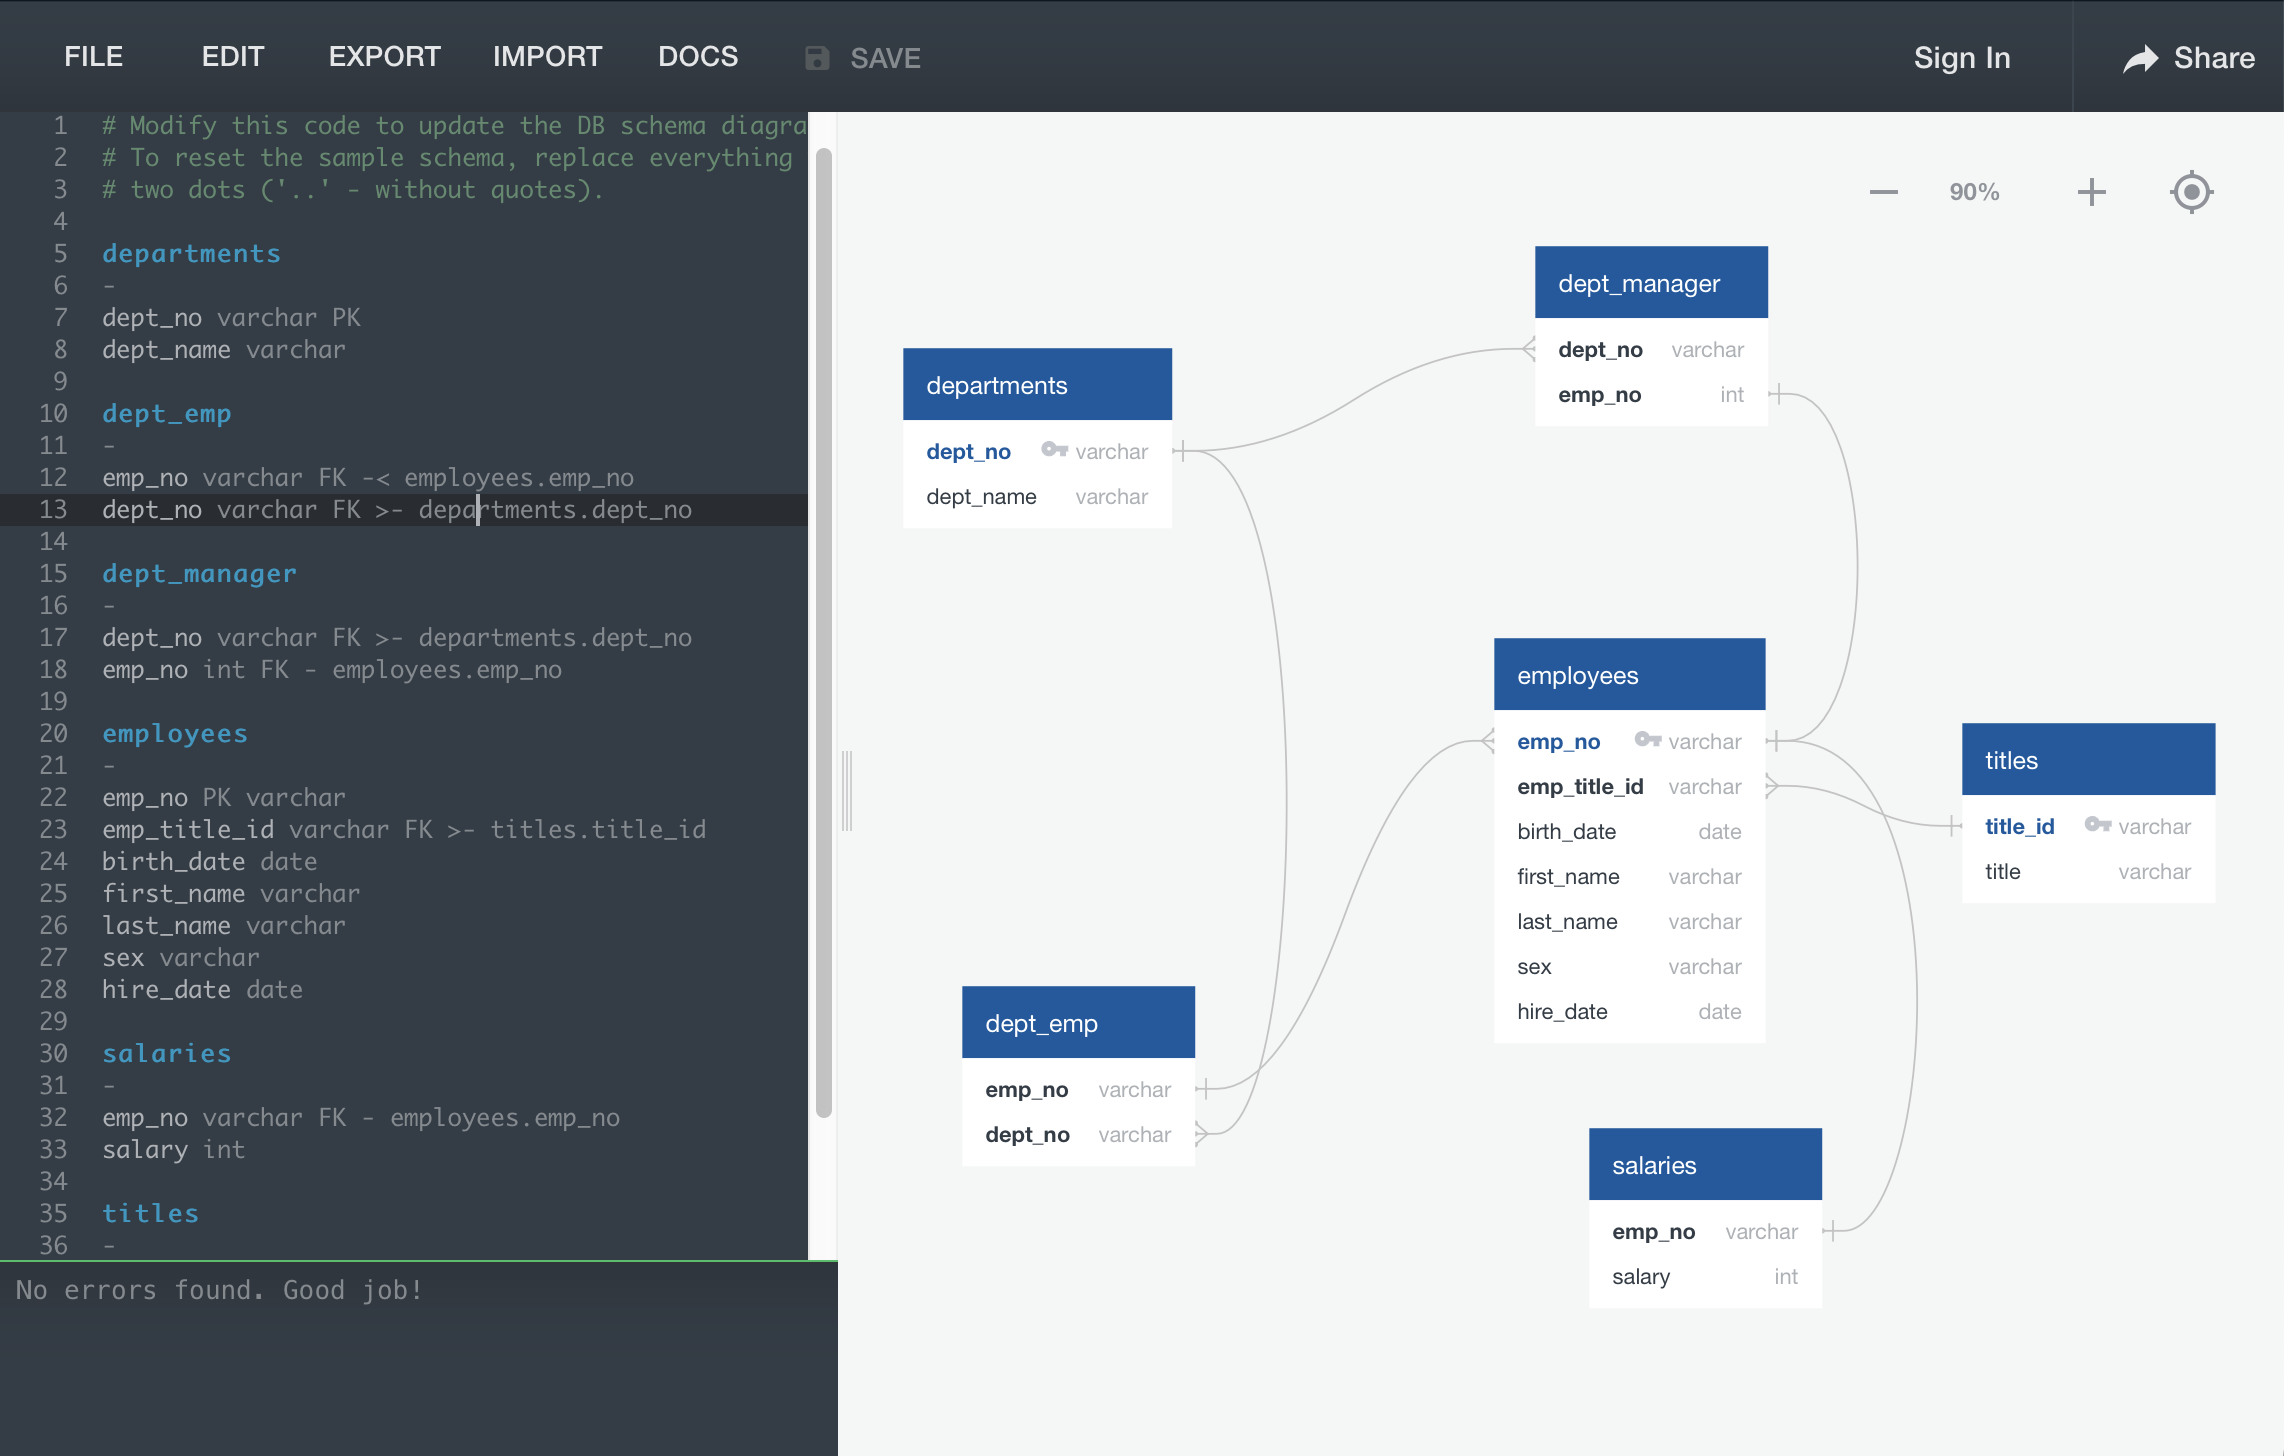 FILE EDIT EXPORT IMPORT DOCS SAVE Sign In Share
1 # Modify this code to update the DB schema diagra
2 # To reset the sample schema, replace everything
3 # two dots ('..' - without quotes).
4
5 departments
6 -
7 dept_no varchar PK
8 dept_name varchar
9
10 dept_emp
11 -
12 emp_no varchar FK -< employees.emp_no
13 dept_no varchar FK >- departments.dept_no
14
15 dept_manager
16 -
17 dept_no varchar FK >- departments.dept_no
18 emp_no int FK - employees.emp_no
19
20 employees
21 -
22 emp_no PK varchar
23 emp_title_id varchar FK >- titles.title_id
24 birth_date date
25 first_name varchar
26 last_name varchar
27 sex varchar
28 hire_date date
29
30 salaries
31 -
32 emp_no varchar FK - employees.emp_no
33 salary int
34
35 titles
36 -
No errors found. Good job!
90%
dept_manager
dept_no varchar
emp_no int
departments
dept_no varchar
dept_name varchar
employees
emp_no varchar
emp_title_id varchar
birth_date date
first_name varchar
last_name varchar
sex varchar
hire_date date
titles
title_id varchar
title varchar
dept_emp
emp_no varchar
dept_no varchar
salaries
emp_no varchar
salary int